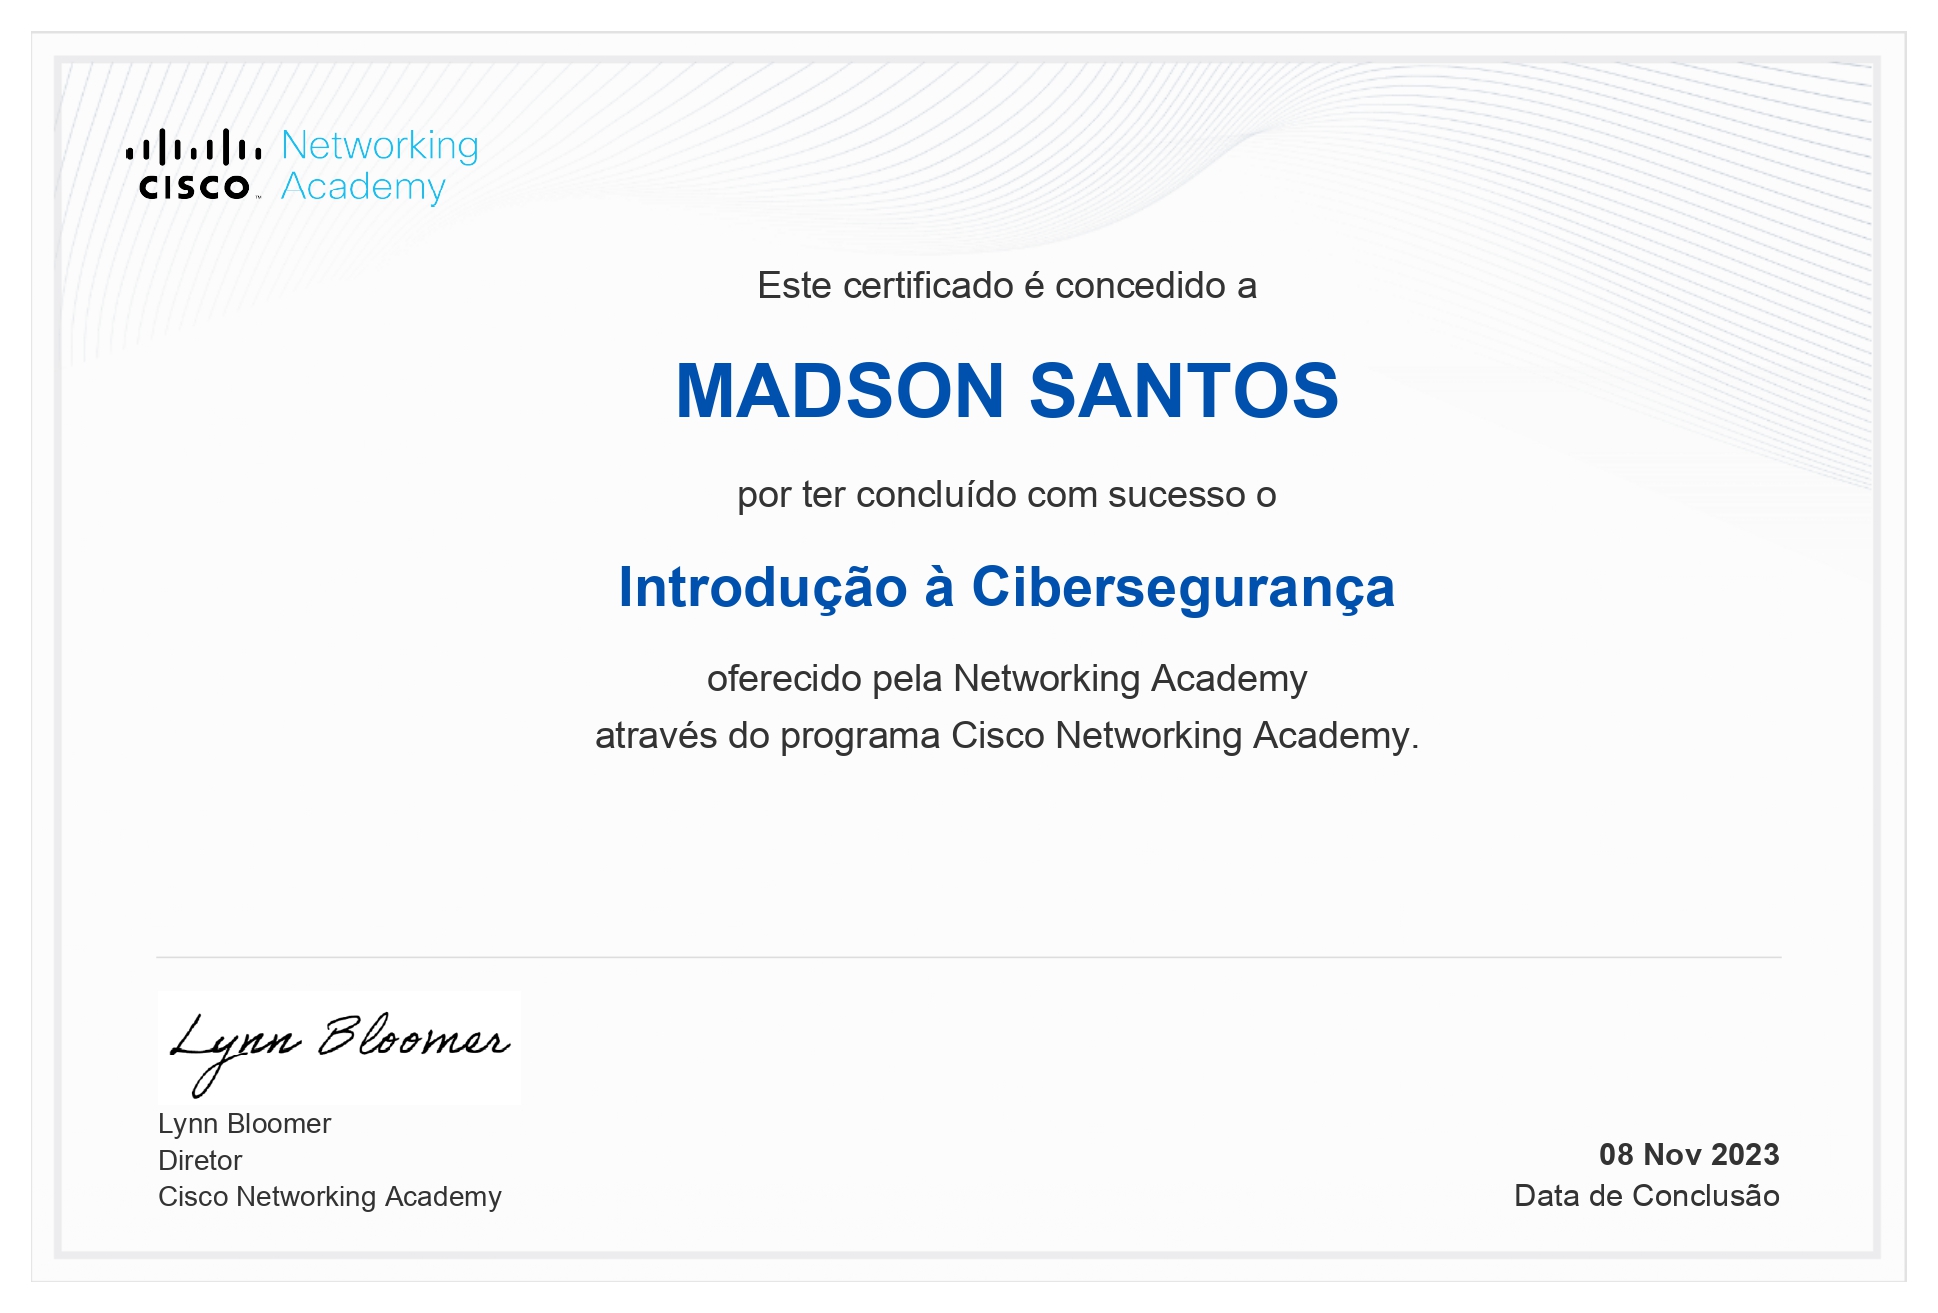 Networking
Academy
CISCO™
Este certificado é concedido a
MADSON SANTOS
por ter concluído com sucesso o
Introdução à Cibersegurança
oferecido pela Networking Academy
através do programa Cisco Networking Academy.
Lynn Bloomer
Lynn Bloomer
Diretor
Cisco Networking Academy
08 Nov 2023
Data de Conclusão